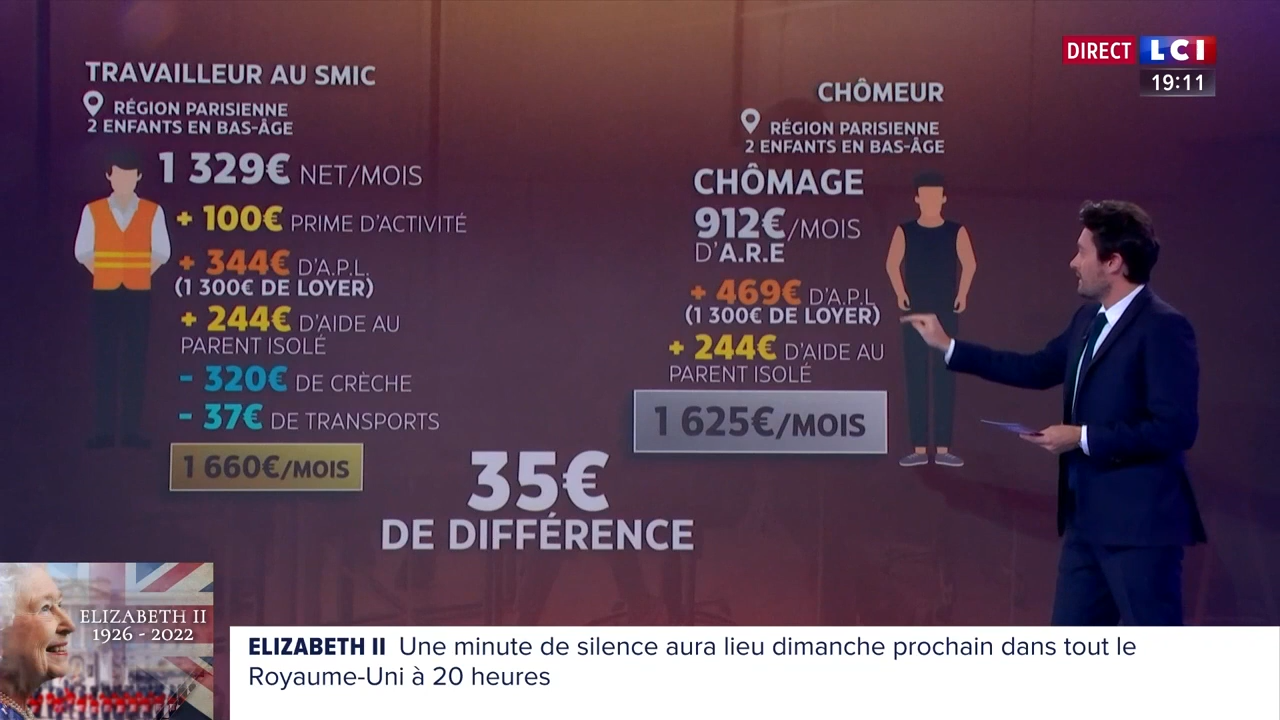 DIRECT LCI
19:11
TRAVAILLEUR AU SMIC
RÉGION PARISIENNE
2 ENFANTS EN BAS-ÂGE
1 329€ NET/MOIS
+ 100€ PRIME D'ACTIVITÉ
+ 344€ D'A.P.L.
(1 300€ DE LOYER)
+ 244€ D'AIDE AU
PARENT ISOLÉ
- 320€ DE CRÈCHE
- 37€ DE TRANSPORTS
1 660€/MOIS
CHÔMEUR
RÉGION PARISIENNE
2 ENFANTS EN BAS-ÂGE
CHÔMAGE
912€/MOIS
D'A.R.E
+ 469€ D'A.P.L
(1 300€ DE LOYER)
+ 244€ D'AIDE AU
PARENT ISOLÉ
1 625€/MOIS
35€
DE DIFFÉRENCE
ELIZABETH II
1926 - 2022
ELIZABETH II Une minute de silence aura lieu dimanche prochain dans tout le
Royaume-Uni à 20 heures